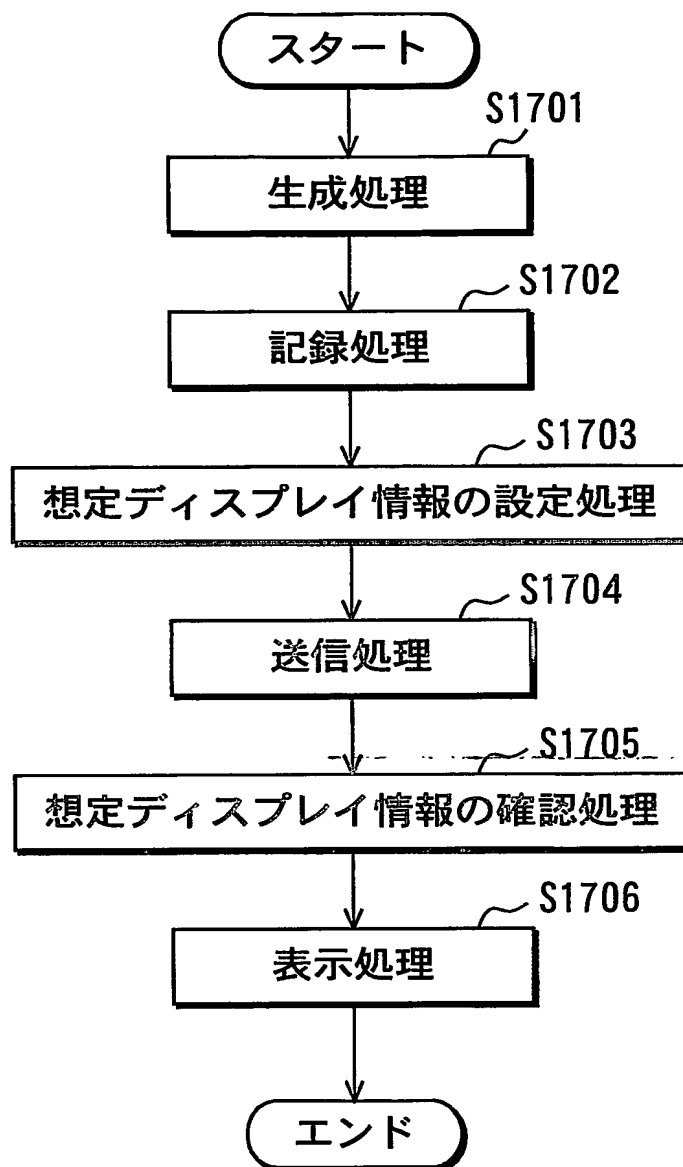 スタート
S1701
生成処理
S1702
記録処理
S1703
想定ディスプレイ情報の設定処理
S1704
送信処理
S1705
想定ディスプレイ情報の確認処理
S1706
表示処理
エンド